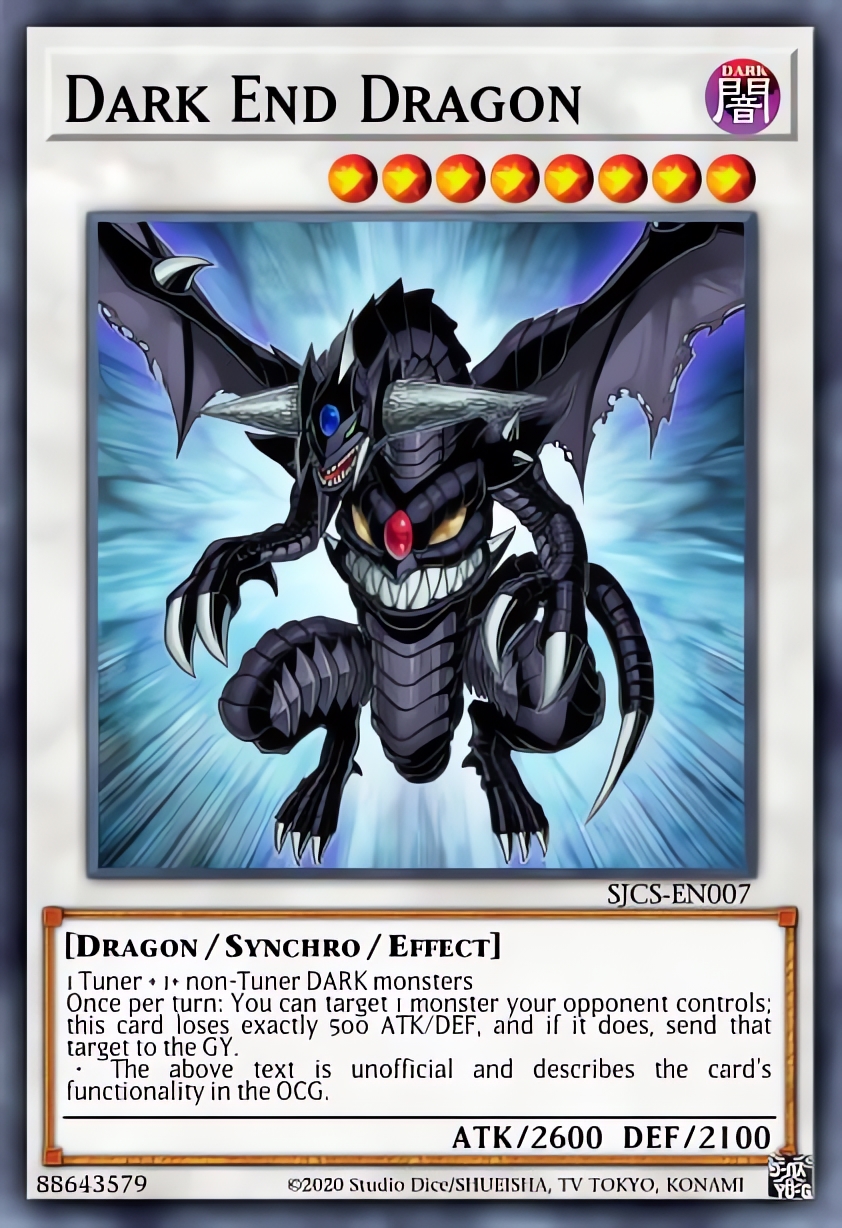 DARK END DRAGON
DARK
闇
SJCS-EN007
[DRAGON / SYNCHRO / EFFECT]
1 Tuner + 1+ non-Tuner DARK monsters
Once per turn: You can target 1 monster your opponent controls;
this card loses exactly 500 ATK/DEF, and if it does, send that
target to the GY.
· The above text is unofficial and describes the card's
functionality in the OCG.
ATK/2600 DEF/2100
88643579
©2020 Studio Dice/SHUEISHA, TV TOKYO, KONAMI